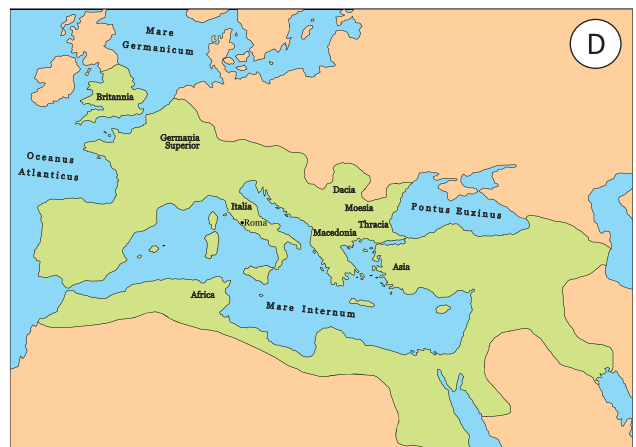 D
Mare
Germanicum
Britannia
Germania
Superior
Oceanus
Atlanticus
Dacia
Italia
Moesia
Pontus Euxinus
Roma
Thracia
Macedonia
Asia
Africa
Mare Internum